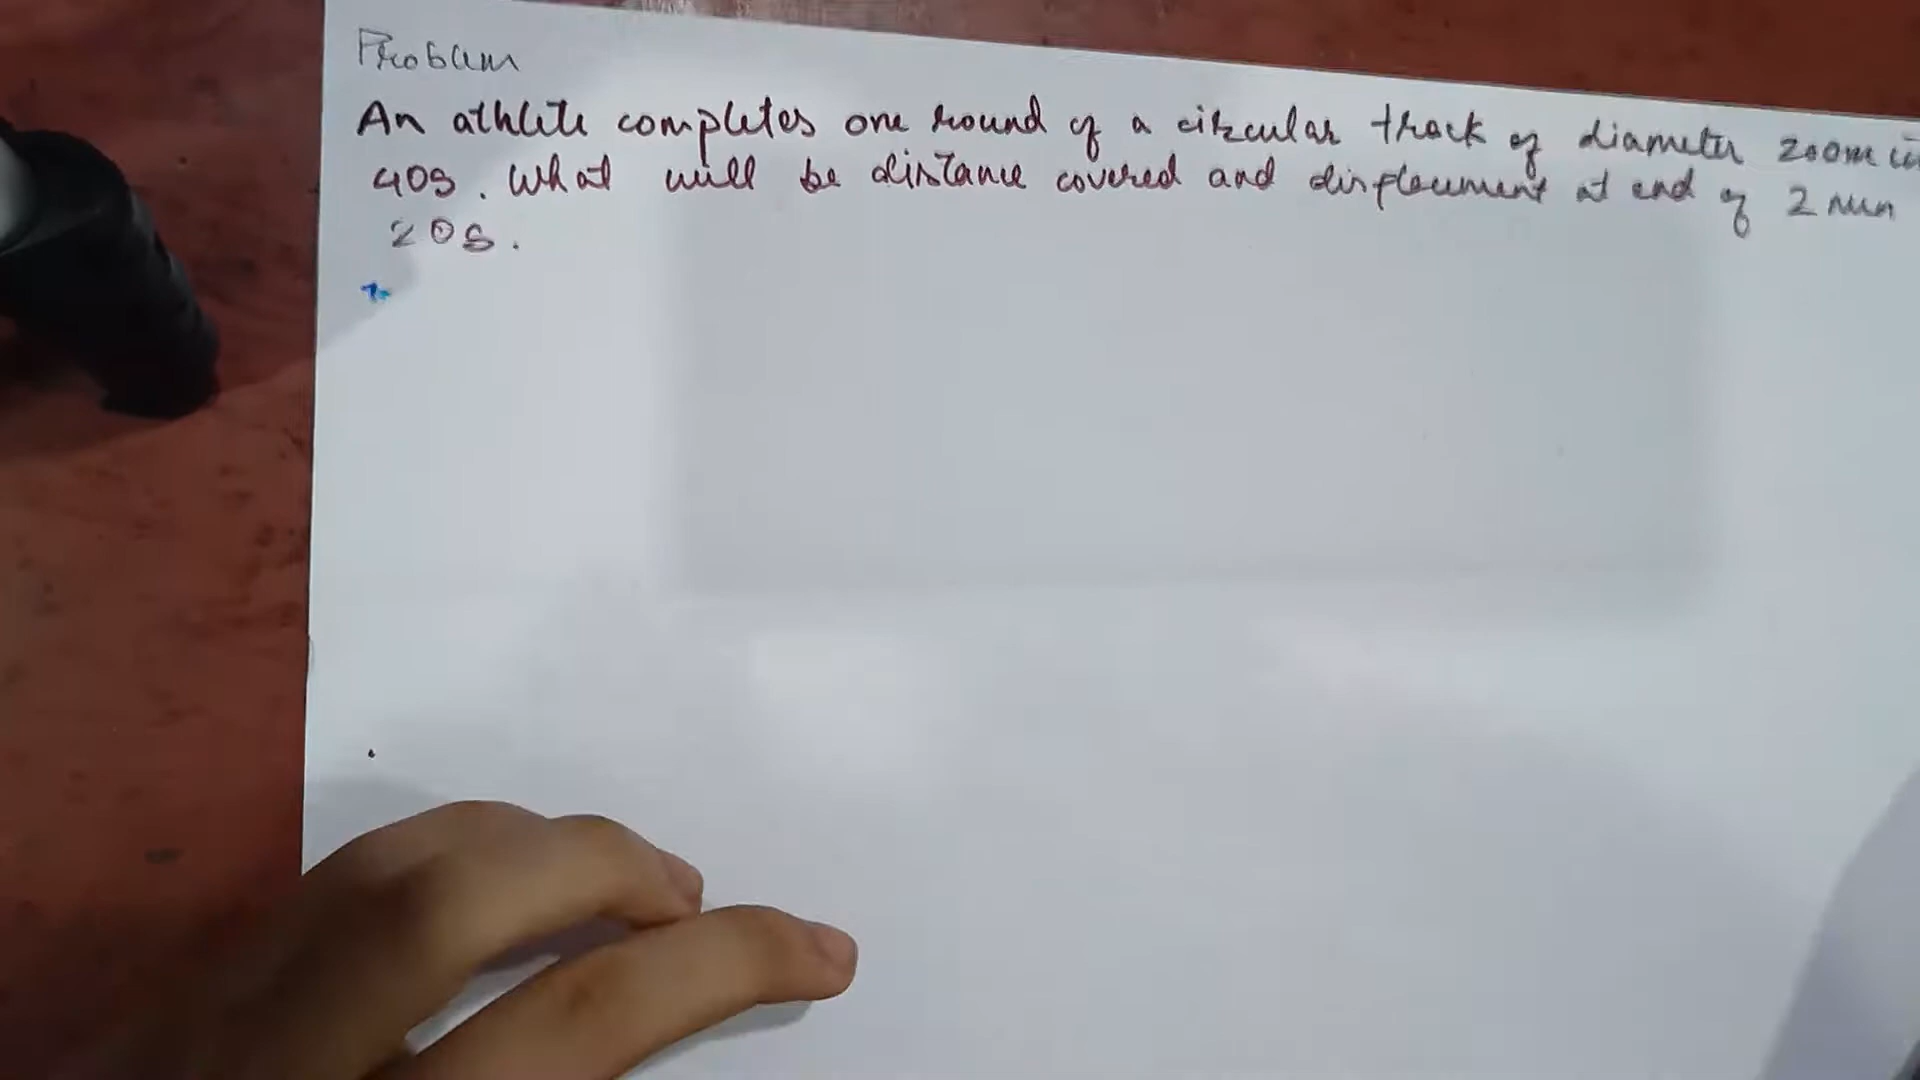 Problem
An athlete completes one round of a circular track of diameter 200m in
40s. What will be distance covered and displacement at end of 2 min
20s.